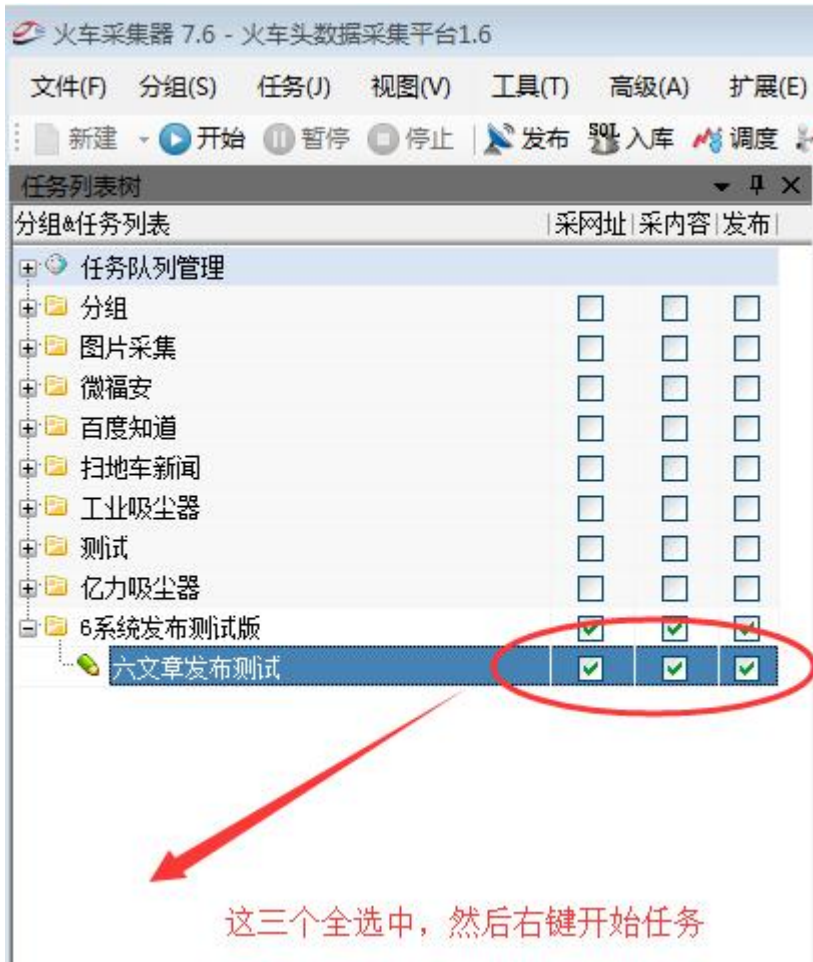 火车采集器 7.6 - 火车头数据采集平台1.6
文件(F) 分组(S) 任务(J) 视图(V) 工具(T) 高级(A) 扩展(E)
新建 开始 暂停 停止 发布 SQL 入库 调度
任务列表树
分组&任务列表 采网址 采内容 发布
任务队列管理
分组
图片采集
微福安
百度知道
扫地车新闻
工业吸尘器
测试
亿力吸尘器
6系统发布测试版
六文章发布测试
这三个全选中，然后右键开始任务